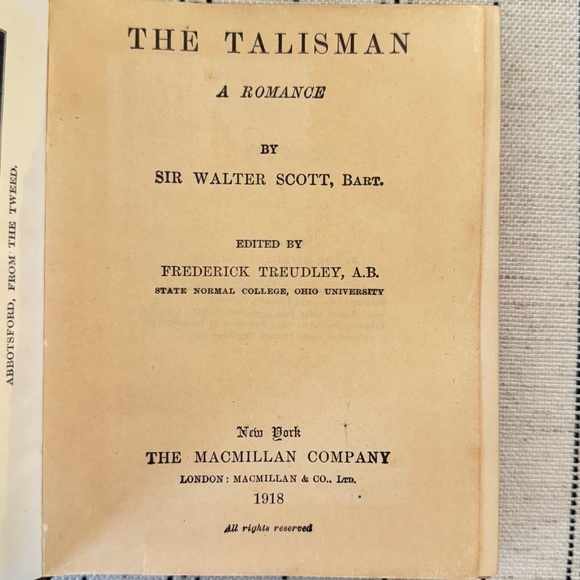 ABBOTSFORD, FROM THE TWEED.
THE TALISMAN
A ROMANCE
BY
SIR WALTER SCOTT, BART.
EDITED BY
FREDERICK TREUDLEY, A.B.
STATE NORMAL COLLEGE, OHIO UNIVERSITY
New York
THE MACMILLAN COMPANY
LONDON: MACMILLAN & CO., LTD.
1918
All rights reserved